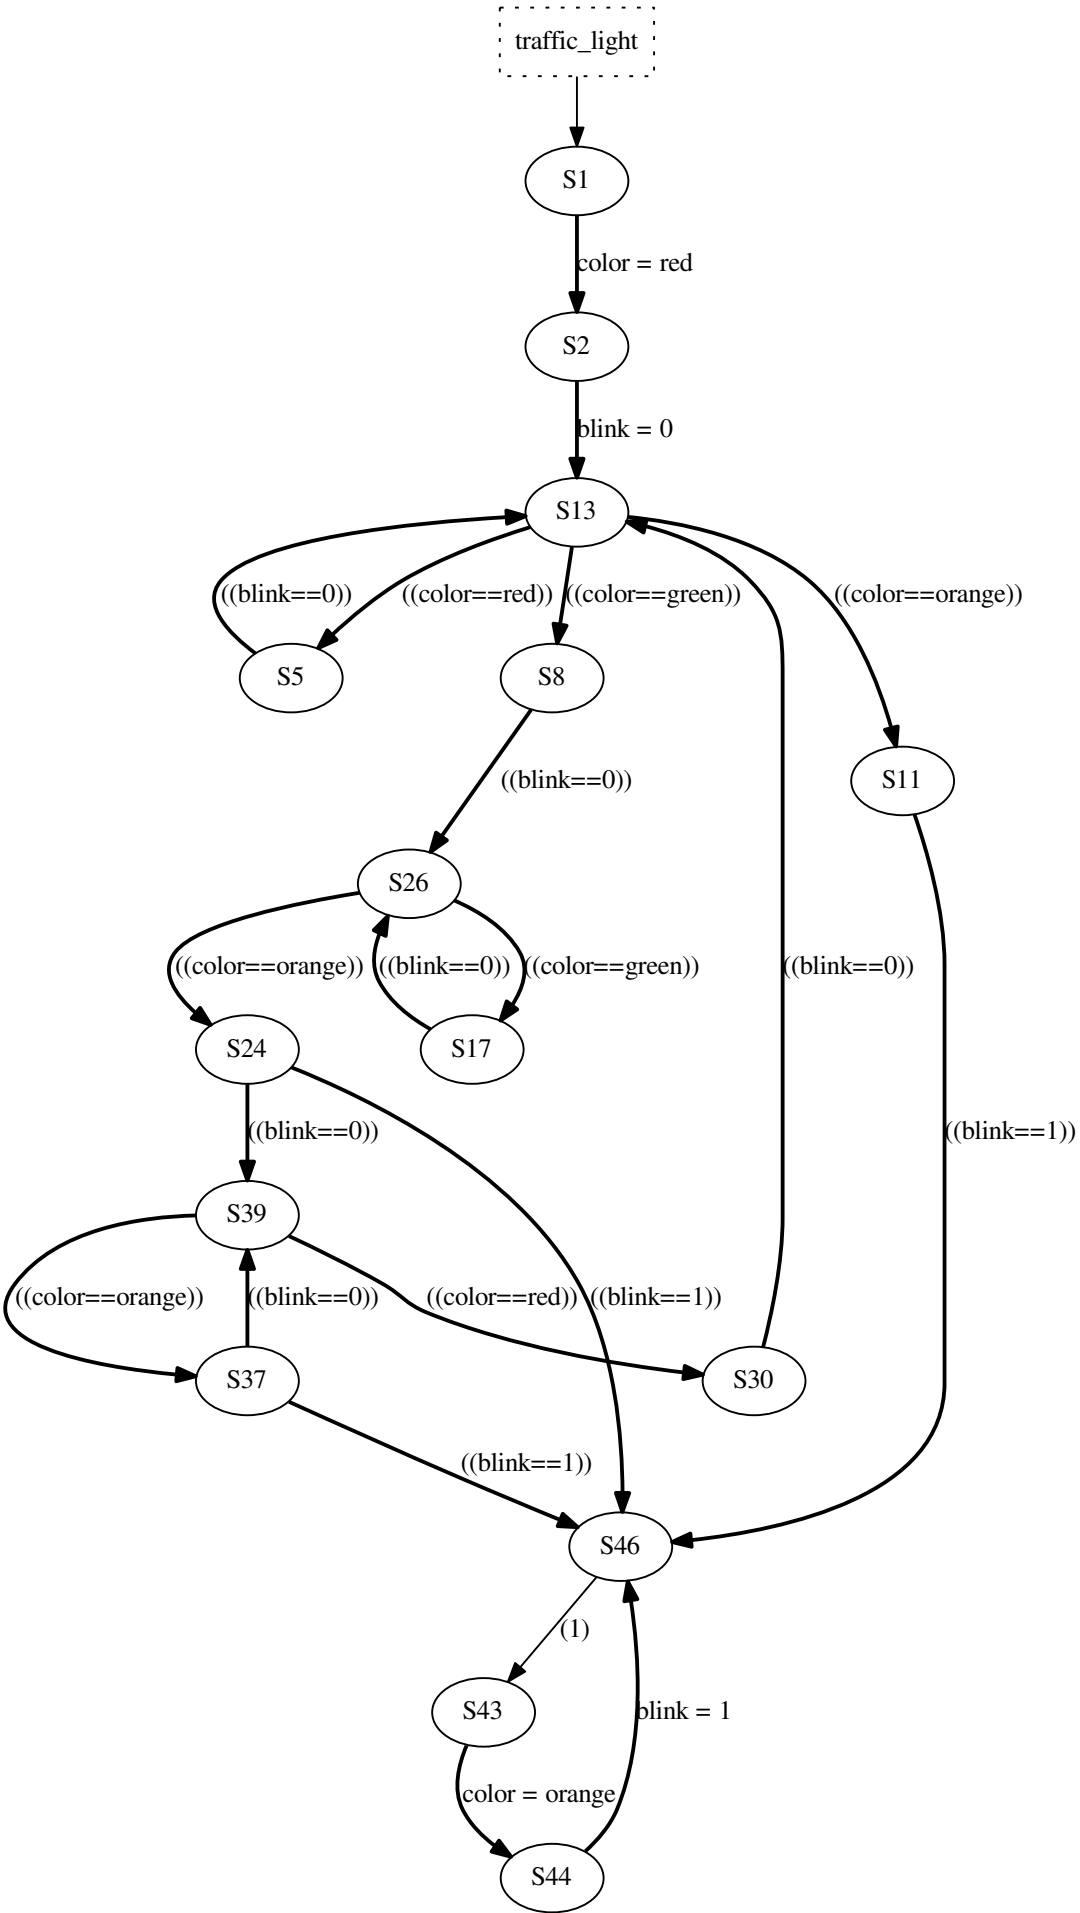 traffic_light
S1
color = red
S2
blink = 0
S13
((blink==0))
((color==red))
((color==green))
((color==orange))
S5
S8
S11
((blink==0))
S26
((color==orange))
((blink==0))
((color==green))
((blink==0))
S24
S17
((blink==0))
((blink==1))
S39
((color==orange))
((blink==0))
((color==red))
((blink==1))
S37
S30
((blink==1))
S46
(1)
S43
blink = 1
color = orange
S44